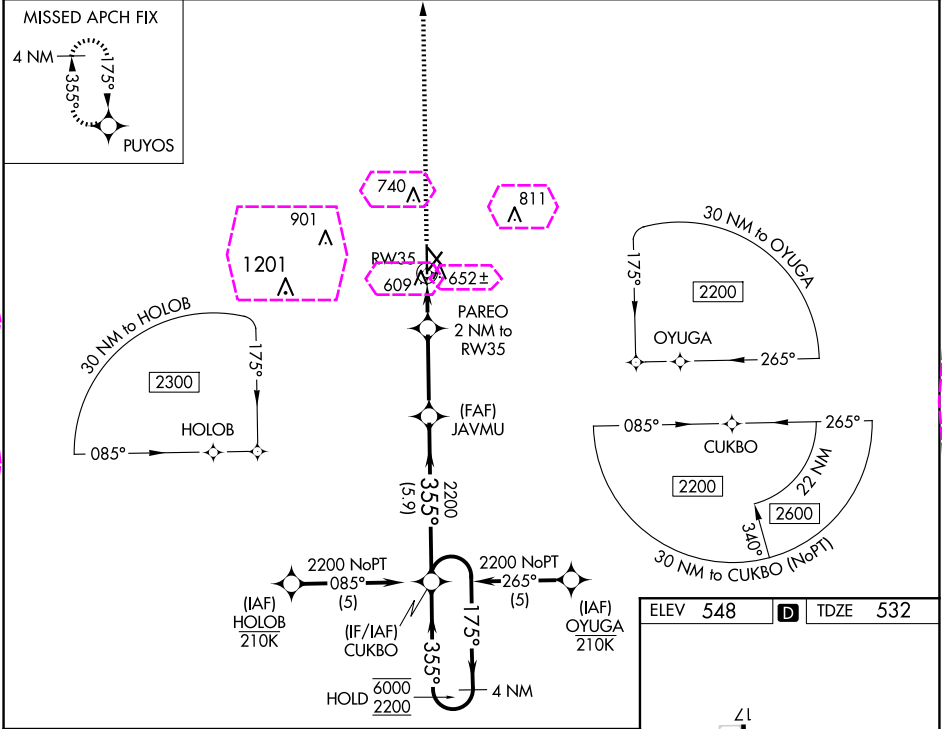 MISSED APCH FIX
4 NM
355°
175°
PUYOS
740
811
901
1201
RW35
609
652±
PAREO
2 NM to
RW35
(FAF)
JAVMU
30 NM to HOLOB
175°
2300
HOLOB
085°
30 NM to OYUGA
175°
2200
OYUGA
265°
085°
265°
CUKBO
2200
22 NM
2600
340°
30 NM to CUKBO (NoPT)
2200
355°
(5.9)
2200 NoPT
085°
(5)
(IAF)
HOLOB
210K
2200 NoPT
265°
(5)
(IAF)
OYUGA
210K
(IF/IAF)
CUKBO
175°
355°
HOLD 6000
2200
4 NM
ELEV 548 D TDZE 532
17